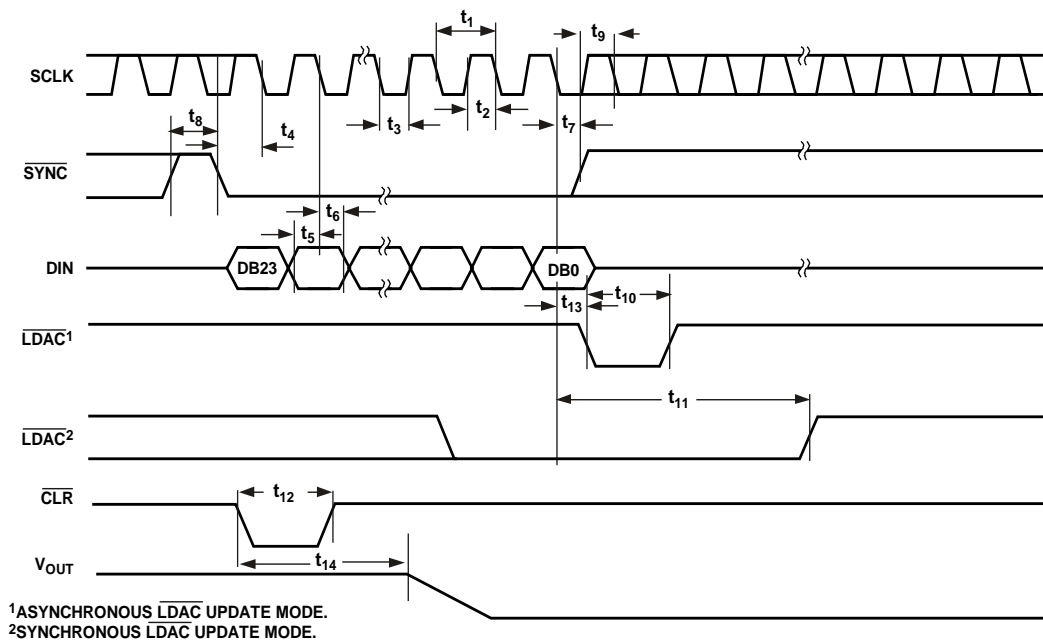 t1
t9
SCLK
t8
t4
t3
t2
t7
SYNC
t6
t5
DIN
DB23
DB0
t13
t10
LDAC1
t11
LDAC2
CLR
t12
t14
VOUT
1ASYNCHRONOUS LDAC UPDATE MODE.
2SYNCHRONOUS LDAC UPDATE MODE.